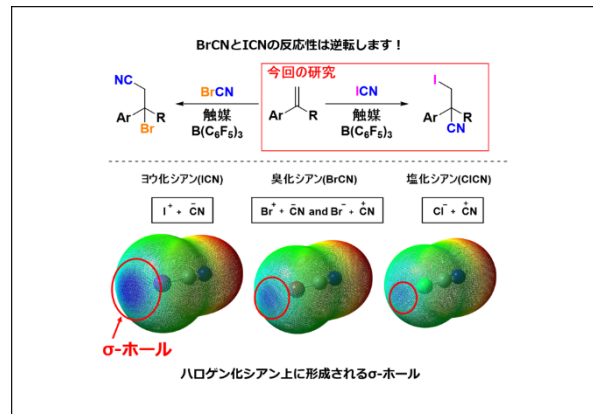 BrCNとICNの反応性は逆転します！
今回の研究
NC
Ar
Br
R
BrCN
触媒
B(C6F5)3
Ar
R
ICN
触媒
B(C6F5)3
I
Ar
R
CN
ヨウ化シアン(ICN)
臭化シアン(BrCN)
塩化シアン(ClCN)
I+ + -CN
Br+ + -CN and Br- + +CN
Cl- + +CN
σ-ホール
ハロゲン化シアン上に形成されるσ-ホール